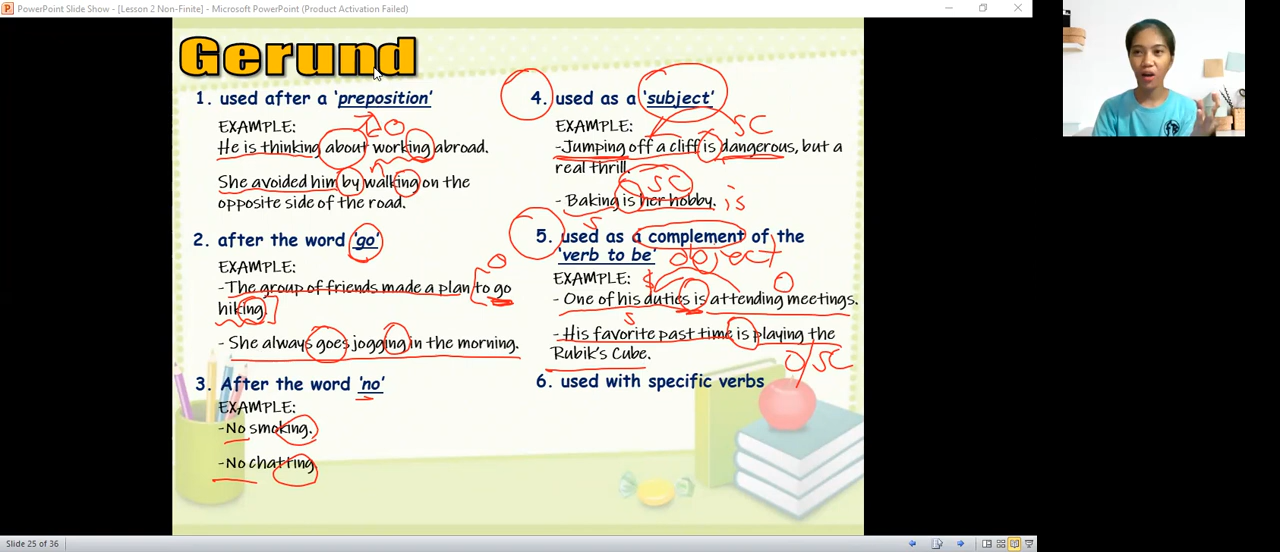 PowerPoint Slide Show - [Lesson 2 Non-Finite] - Microsoft PowerPoint (Product Activation Failed)
Gerund
1. used after a 'preposition'
EXAMPLE:
O
He is thinking about working abroad.
n
She avoided him by walking on the
opposite side of the road.
2. after the word 'go'
EXAMPLE:
O
-The group of friends made a plan to go
hiking.
- She always goes jogging in the morning.
3. After the word 'no'
EXAMPLE:
-No smoking.
-No chatting.
4. used as a 'subject'
EXAMPLE:
SC
-Jumping off a cliff is dangerous, but a
real thrill.
O SC
- Baking is her hobby. is
S
5. used as a complement of the
'verb to be' object
EXAMPLE:
S O
- One of his duties is attending meetings.
S
- His favorite past time is playing the
Rubik's Cube.
O/SC
6. used with specific verbs
Slide 25 of 36